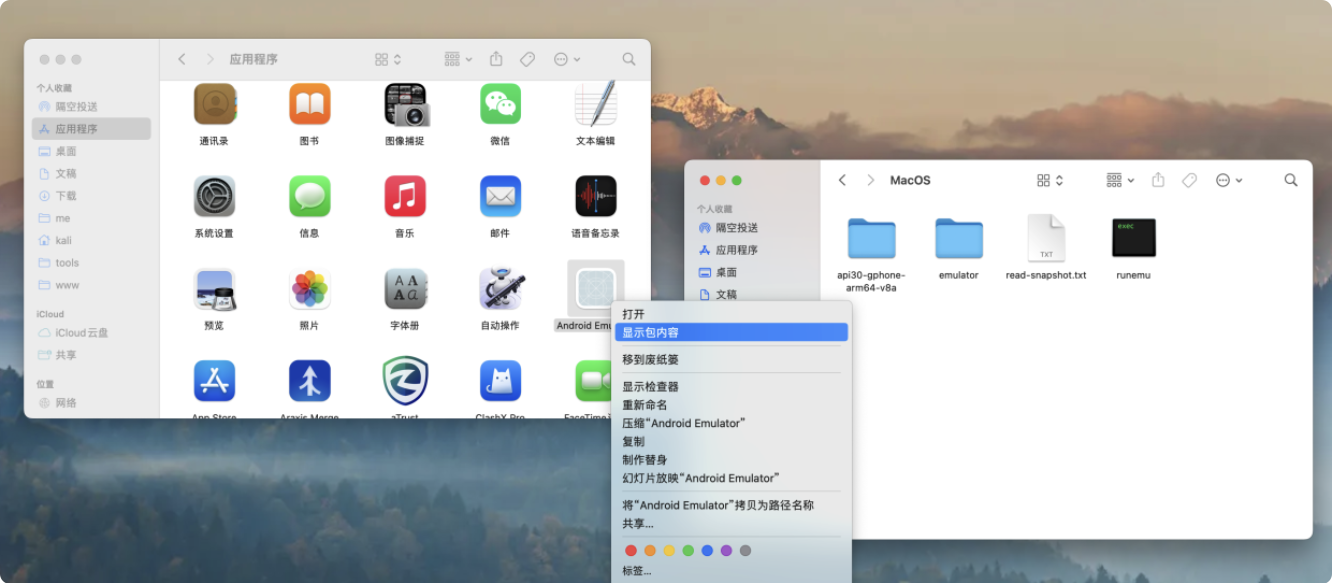 应用程序
个人收藏
隔空投送
应用程序
桌面
文稿
下载
me
kali
tools
www
iCloud
iCloud云盘
共享
位置
网络
通讯录
图书
图像捕捉
微信
文本编辑
系统设置
信息
音乐
邮件
语音备忘录
预览
照片
字体册
自动操作
Android Emu
App Store
Araxis Merge
aTrust
ClashX Pro
FaceTime
MacOS
个人收藏
隔空投送
应用程序
桌面
文稿
TXT
exec
api30-gphone-
arm64-v8a
emulator
read-snapshot.txt
runemu
打开
显示包内容
移到废纸篓
显示检查器
重新命名
压缩“Android Emulator”
复制
制作替身
幻灯片放映“Android Emulator”
将“Android Emulator”拷贝为路径名称
共享...
标签...